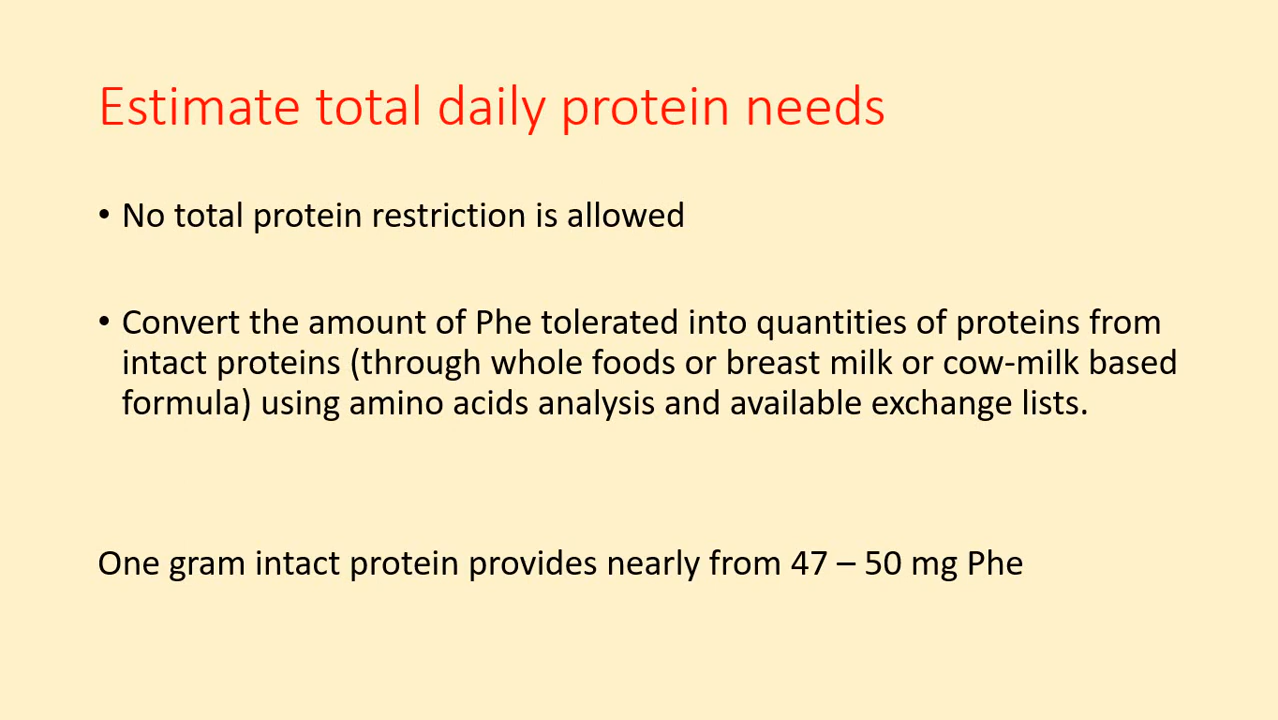 Estimate total daily protein needs
• No total protein restriction is allowed
• Convert the amount of Phe tolerated into quantities of proteins from
intact proteins (through whole foods or breast milk or cow-milk based
formula) using amino acids analysis and available exchange lists.
One gram intact protein provides nearly from 47 – 50 mg Phe